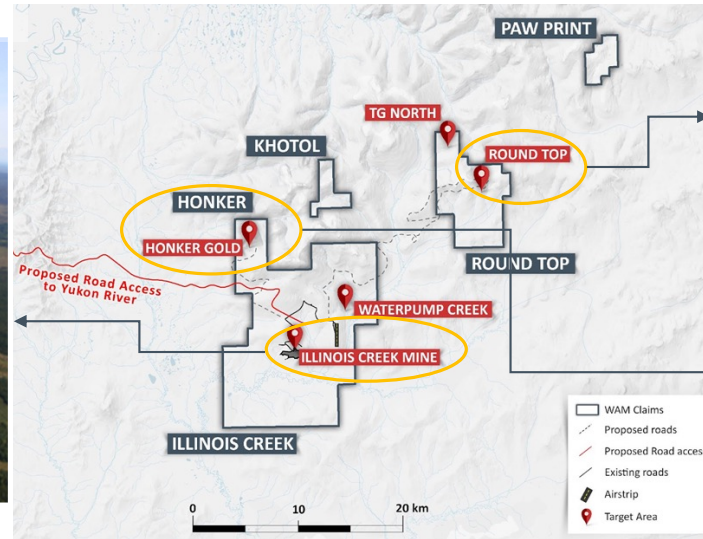 PAW PRINT
TG NORTH
ROUND TOP
KHOTOL
HONKER
HONKER GOLD
ROUND TOP
Proposed Road Access
to Yukon River
WATERPUMP CREEK
ILLINOIS CREEK MINE
ILLINOIS CREEK
WAM Claims
Proposed roads
Proposed Road acces
Existing roads
Airstrip
Target Area
0 10 20 km